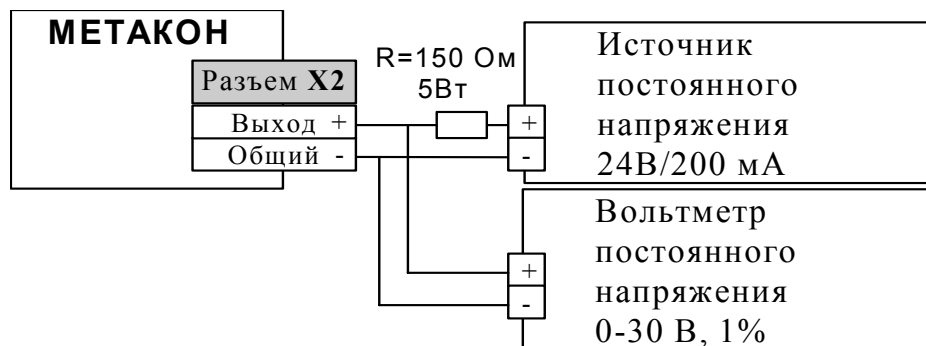 МЕТАКОН
Разъем X2
Выход +
Общий -
R=150 Ом
5Вт
+
-
Источник
постоянного
напряжения
24В/200 мА
+
-
Вольтметр
постоянного
напряжения
0-30 В, 1%